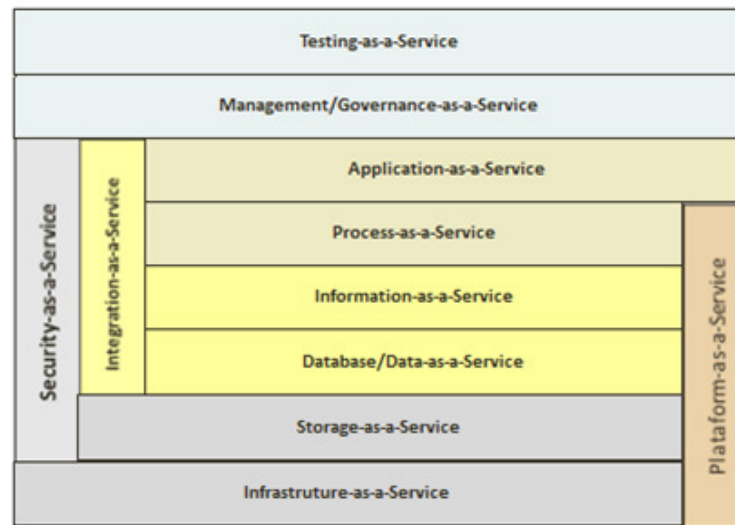 Testing-as-a-Service
Management/Governance-as-a-Service
Security-as-a-Service
Integration-as-a-Service
Application-as-a-Service
Process-as-a-Service
Information-as-a-Service
Database/Data-as-a-Service
Storage-as-a-Service
Infrastruture-as-a-Service
Plataform-as-a-Service